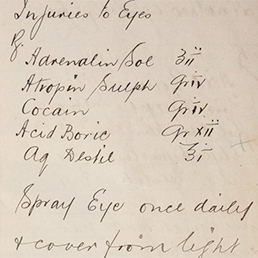 Injuries to Eyes
℞
Adrenalin Sol ʒii
Atropin Sulph Gr iv
Cocain Gr iv
Acid Boric Gr xii
Aq Destil ℥i
Spray Eye once daily
& cover from light